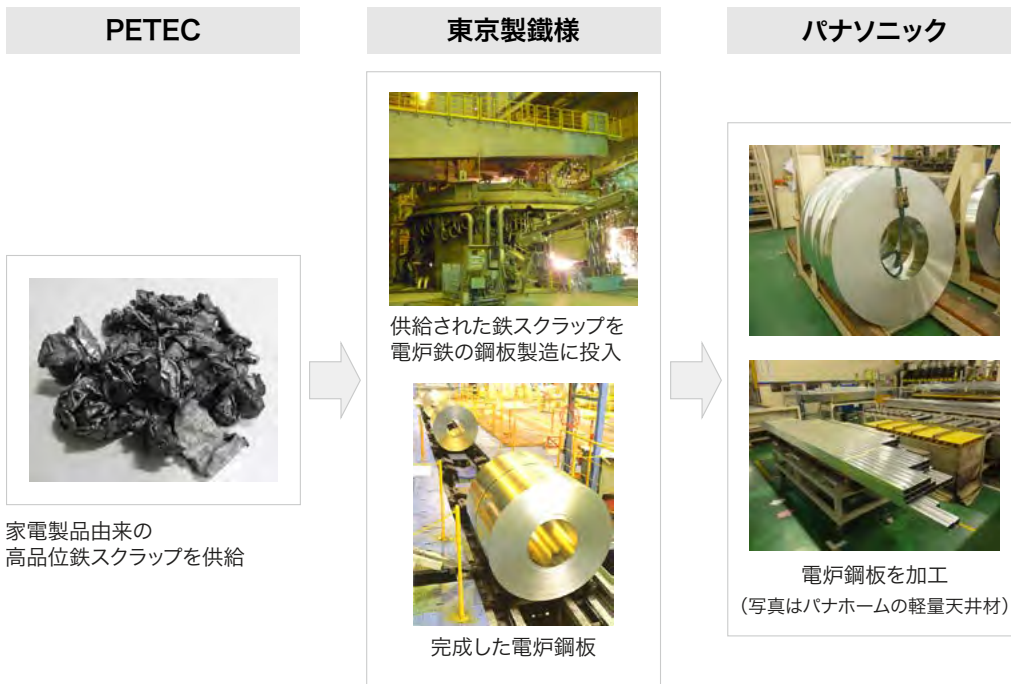 PETEC
東京製鐵様
パナソニック
家電製品由来の
高品位鉄スクラップを供給
供給された鉄スクラップを
電炉鉄の鋼板製造に投入
完成した電炉鋼板
電炉鋼板を加工
（写真はパナホームの軽量天井材）